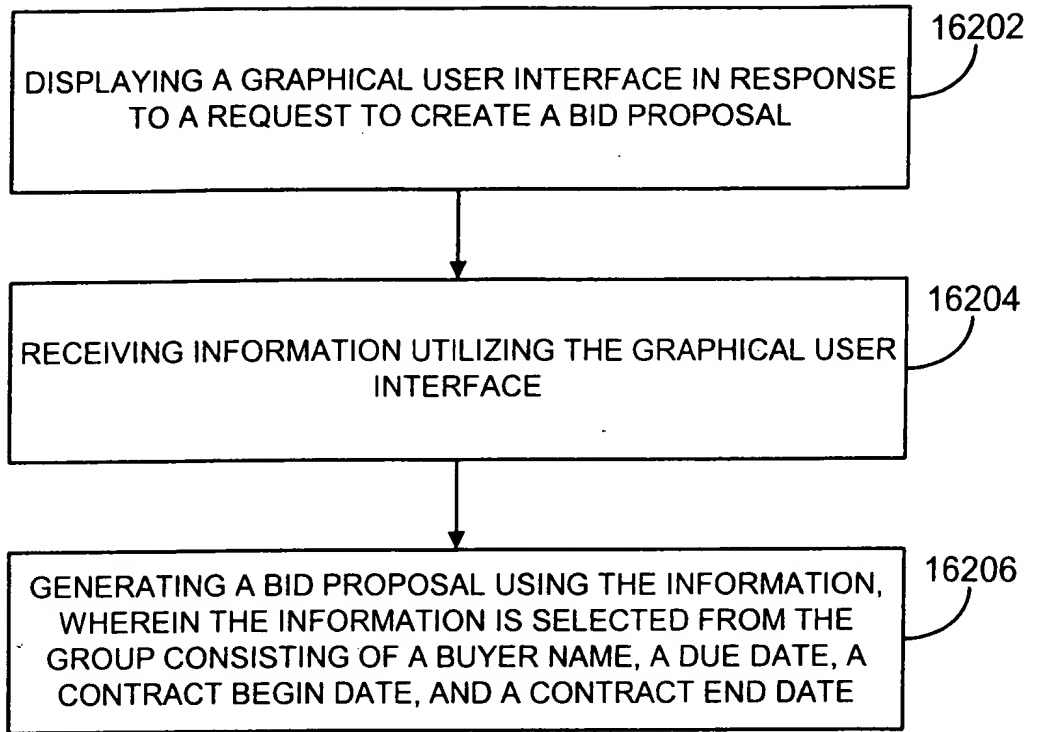 16202
DISPLAYING A GRAPHICAL USER INTERFACE IN RESPONSE
TO A REQUEST TO CREATE A BID PROPOSAL
16204
RECEIVING INFORMATION UTILIZING THE GRAPHICAL USER
INTERFACE
16206
GENERATING A BID PROPOSAL USING THE INFORMATION,
WHEREIN THE INFORMATION IS SELECTED FROM THE
GROUP CONSISTING OF A BUYER NAME, A DUE DATE, A
CONTRACT BEGIN DATE, AND A CONTRACT END DATE